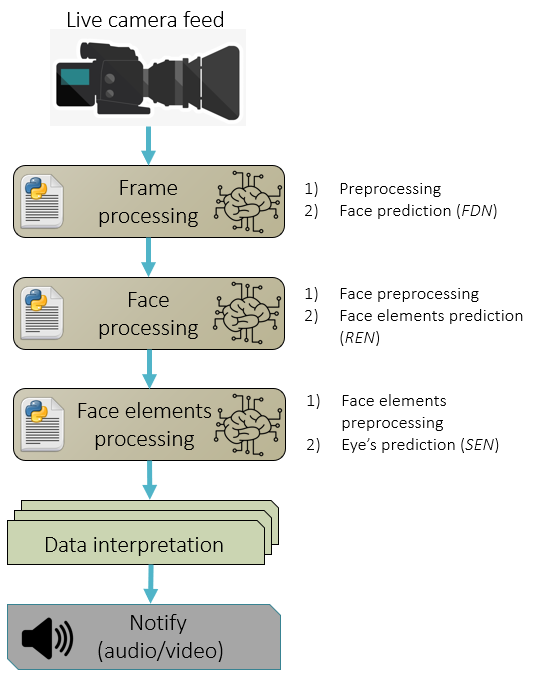 Live camera feed
Frame
processing
1) Preprocessing
2) Face prediction (FDN)
Face
processing
1) Face preprocessing
2) Face elements prediction
(REN)
Face elements
processing
1) Face elements
preprocessing
2) Eye’s prediction (SEN)
Data interpretation
Notify
(audio/video)